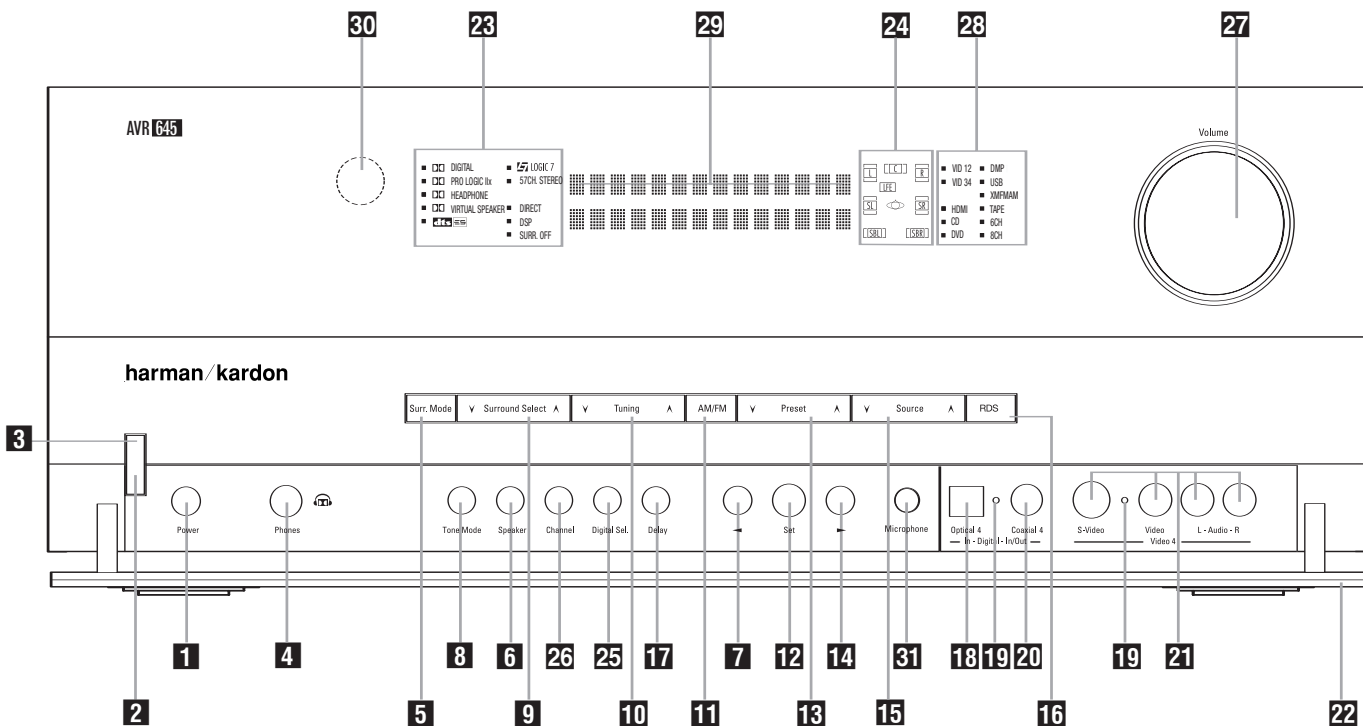 30 23 29 24 28 27
AVR 645
DIGITAL
PRO LOGIC IIx
HEADPHONE
VIRTUAL SPEAKER
dts ES
LOGIC 7
57CH. STEREO
DIRECT
DSP
SURR. OFF
L C R
LFE
SL SR
SBL SBR
VID 12
VID 34
HDMI
CD
DVD
DMP
USB
XMFMAM
TAPE
6CH
8CH
Volume
harman/kardon
Surr. Mode Surround Select Tuning AM/FM Preset Source RDS
3
Power Phones Tone Mode Speaker Channel Digital Sel. Delay Set Microphone Optical 4 Coaxial 4 S-Video Video L - Audio - R
In - Digital - In/Out Video 4
1 4 8 6 26 25 17 7 12 14 31 18 19 20 19 21
2 5 9 10 11 13 15 16 22